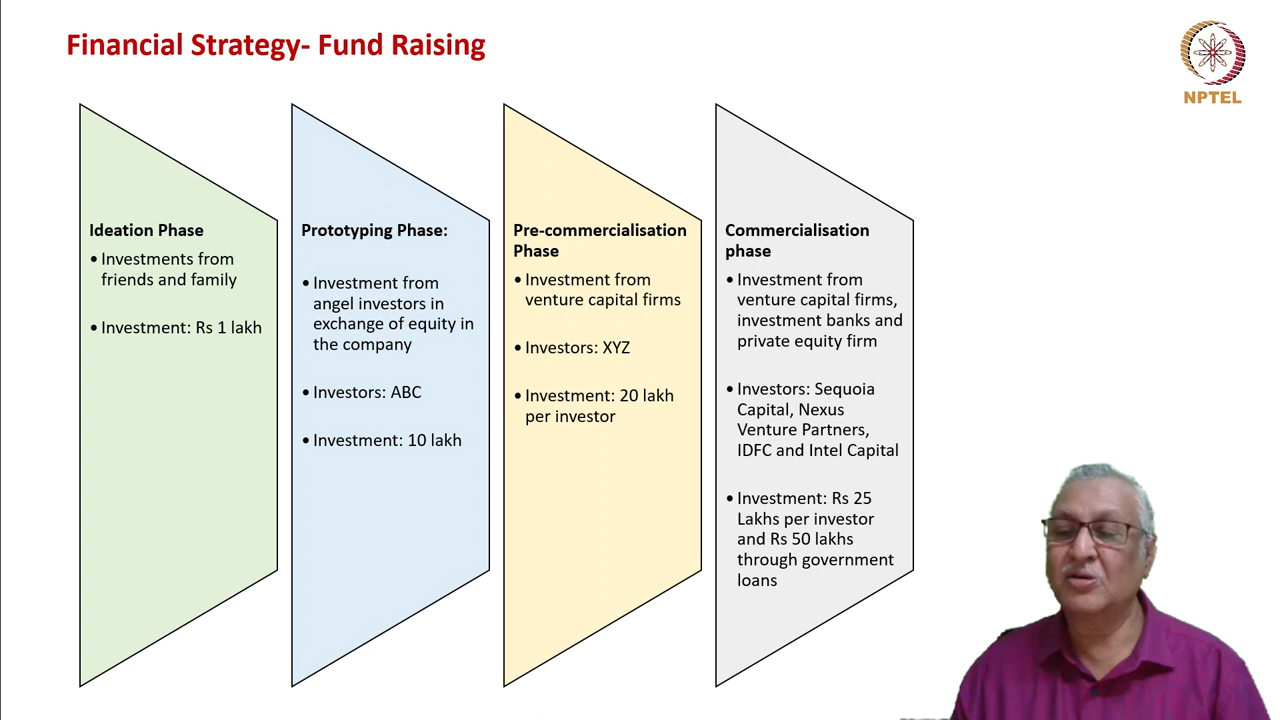 Financial Strategy- Fund Raising
NPTEL
Ideation Phase
• Investments from
friends and family
• Investment: Rs 1 lakh
Prototyping Phase:
• Investment from
angel investors in
exchange of equity in
the company
• Investors: ABC
• Investment: 10 lakh
Pre-commercialisation
Phase
• Investment from
venture capital firms
• Investors: XYZ
• Investment: 20 lakh
per investor
Commercialisation
phase
• Investment from
venture capital firms,
investment banks and
private equity firm
• Investors: Sequoia
Capital, Nexus
Venture Partners,
IDFC and Intel Capital
• Investment: Rs 25
Lakhs per investor
and Rs 50 lakhs
through government
loans